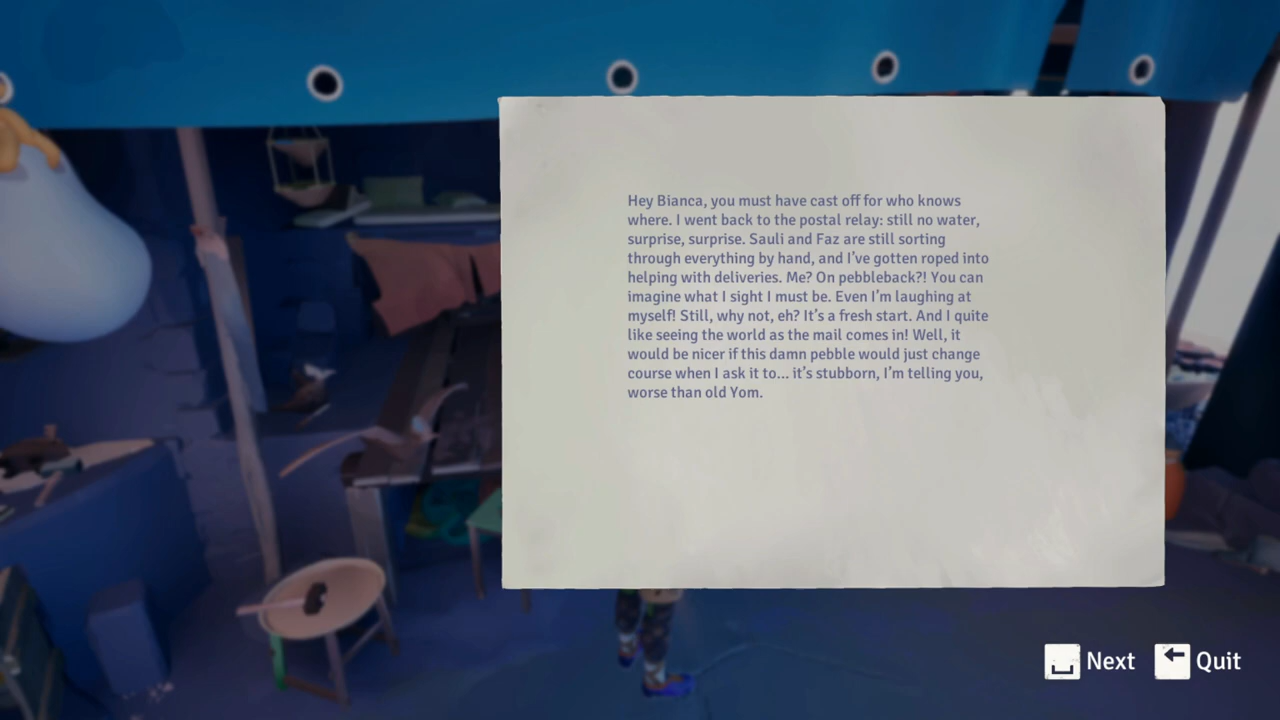 Hey Bianca, you must have cast off for who knows
where. I went back to the postal relay: still no water,
surprise, surprise. Sauli and Faz are still sorting
through everything by hand, and I've gotten roped into
helping with deliveries. Me? On pebbleback?! You can
imagine what I sight I must be. Even I'm laughing at
myself! Still, why not, eh? It's a fresh start. And I quite
like seeing the world as the mail comes in! Well, it
would be nicer if this damn pebble would just change
course when I ask it to... it's stubborn, I'm telling you,
worse than old Yom.
Next Quit